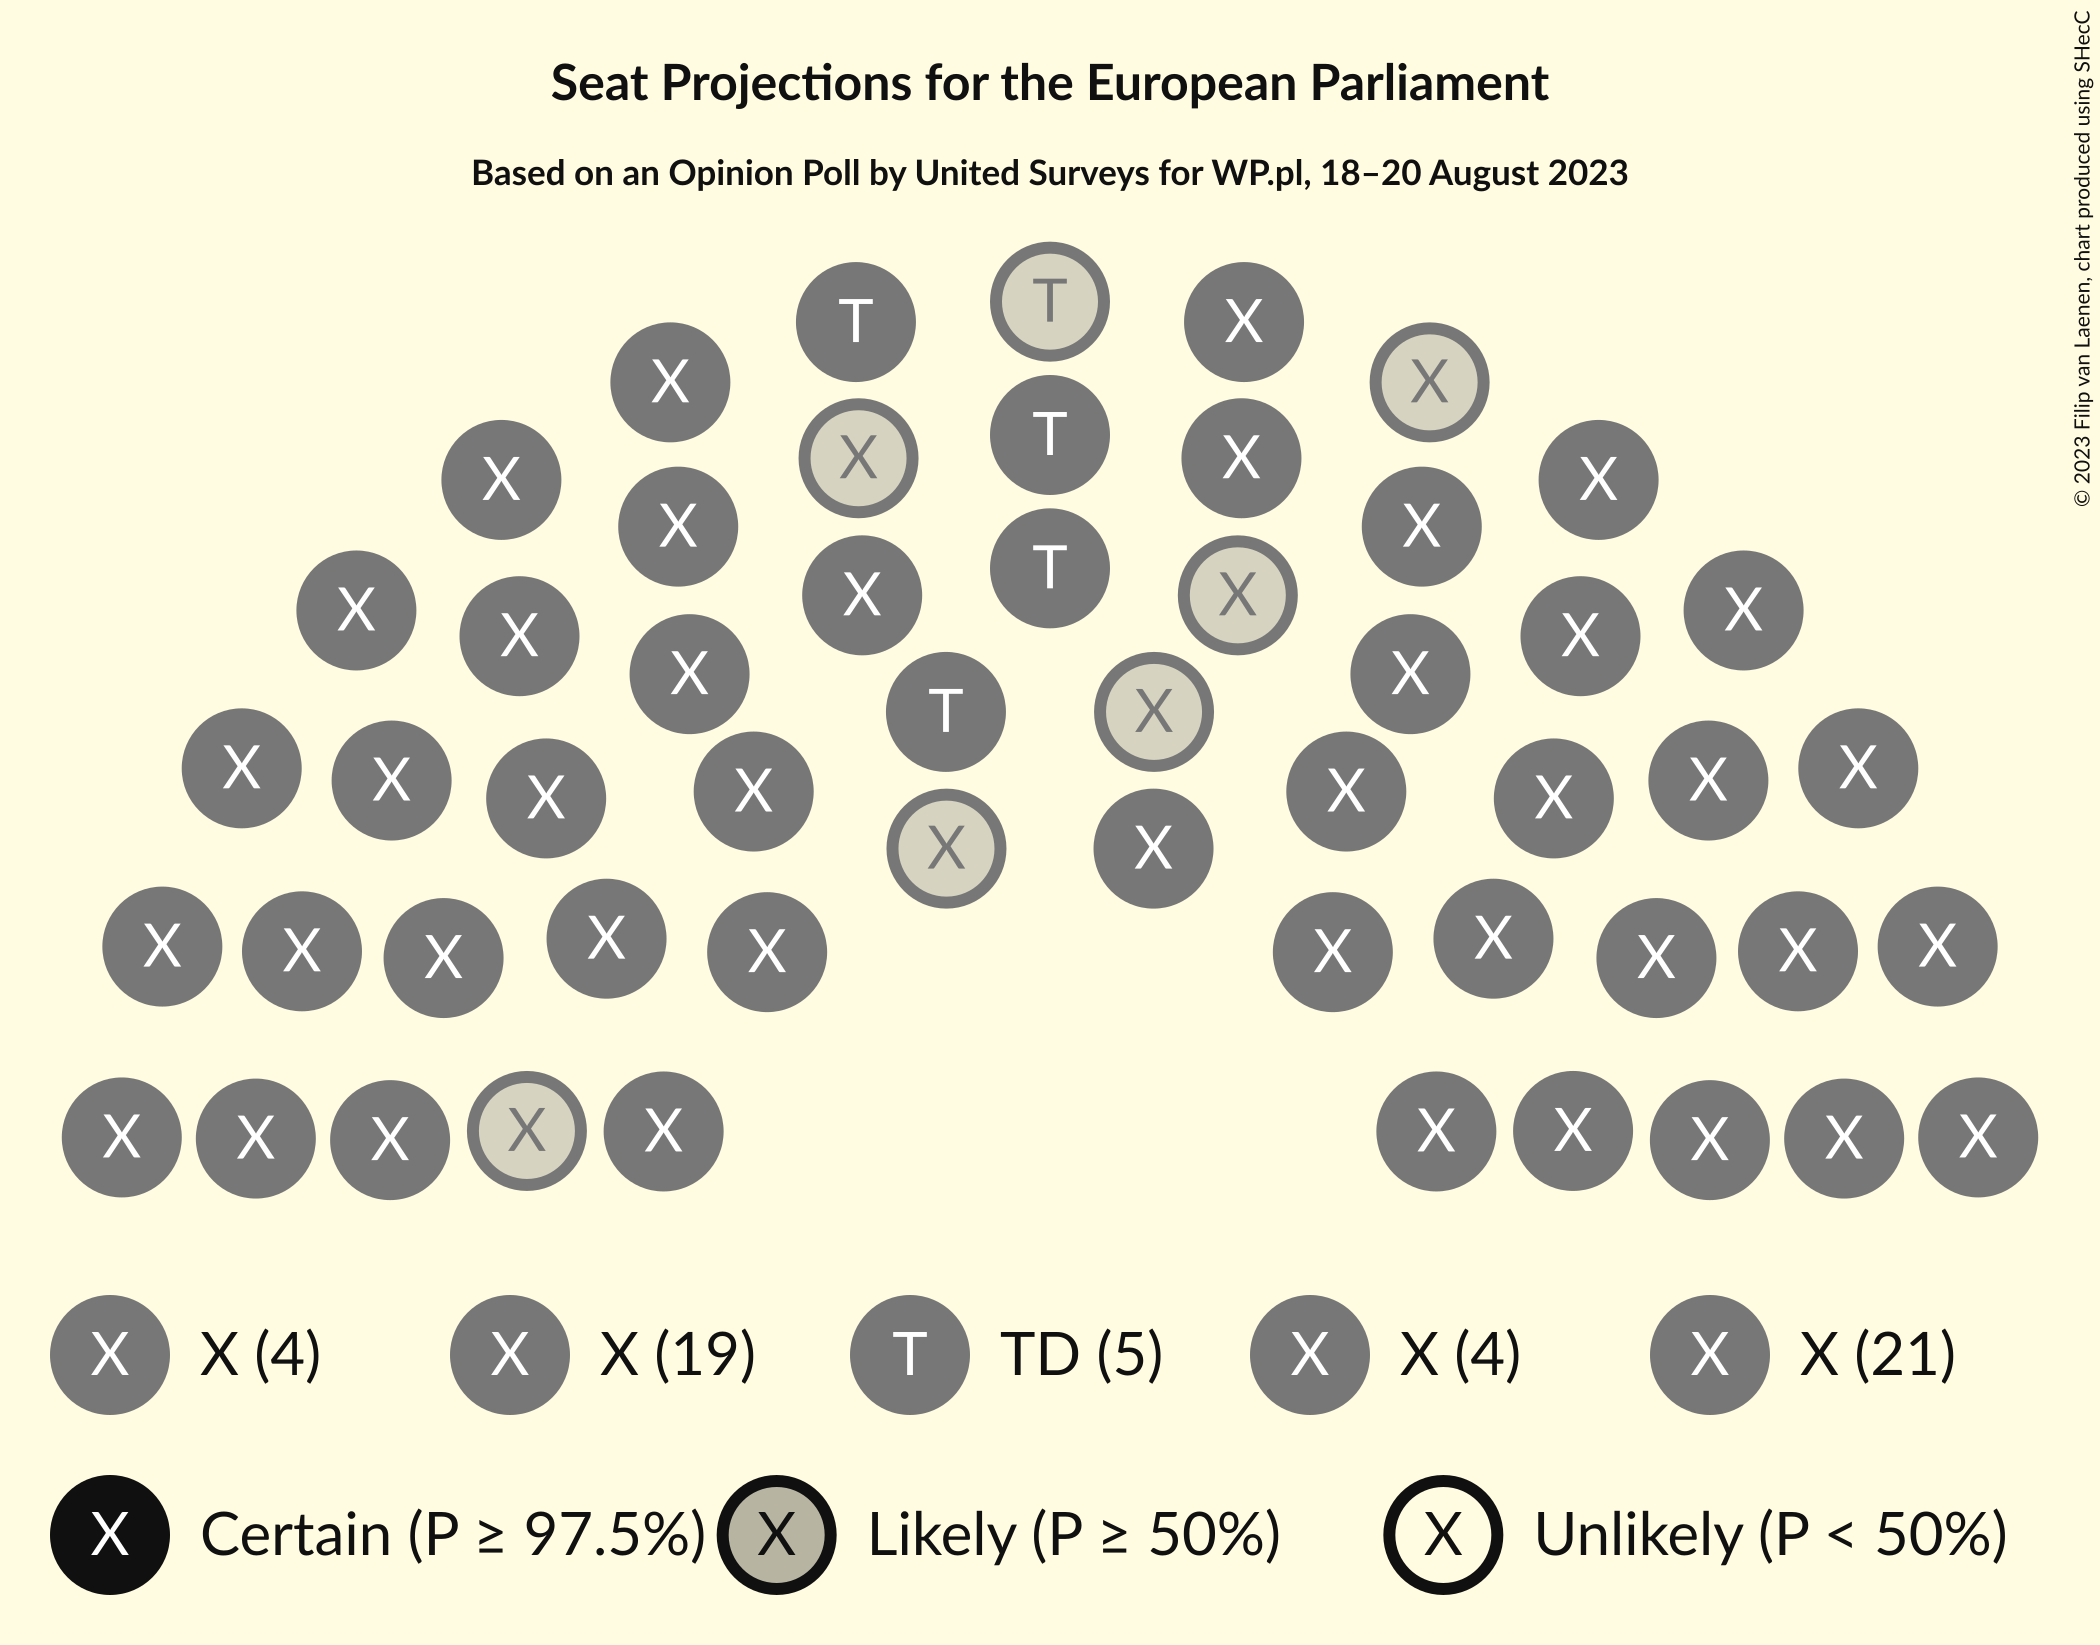 Seat Projections for the European Parliament
Based on an Opinion Poll by United Surveys for WP.pl, 18–20 August 2023
© 2023 Filip van Laenen, chart produced using SHecC
T
T X
X X
X T X
X X
X X
X T X
X X
X X
X X
X X
T X
X X
X X X X
X X
X X
X X
X X X X
X X X X
X X
X X X X X X
X X X X
X X X X X X
X X (4) X X (19) T TD (5) X X (4) X X (21)
X Certain (P ≥ 97.5%) X Likely (P ≥ 50%) X Unlikely (P < 50%)